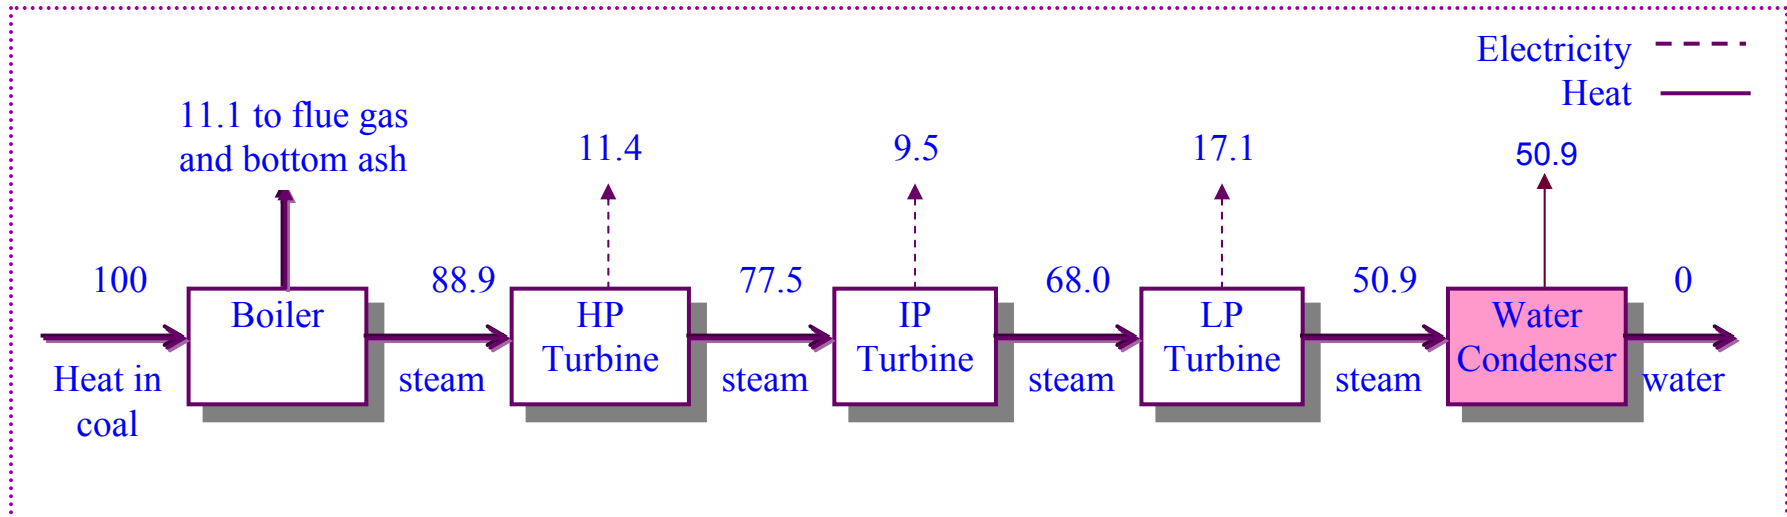 Electricity
Heat
11.1 to flue gas
and bottom ash
11.4
9.5
17.1
50.9
100
88.9
77.5
68.0
50.9
0
Boiler
HP
Turbine
IP
Turbine
LP
Turbine
Water
Condenser
Heat in
coal
steam
steam
steam
steam
water